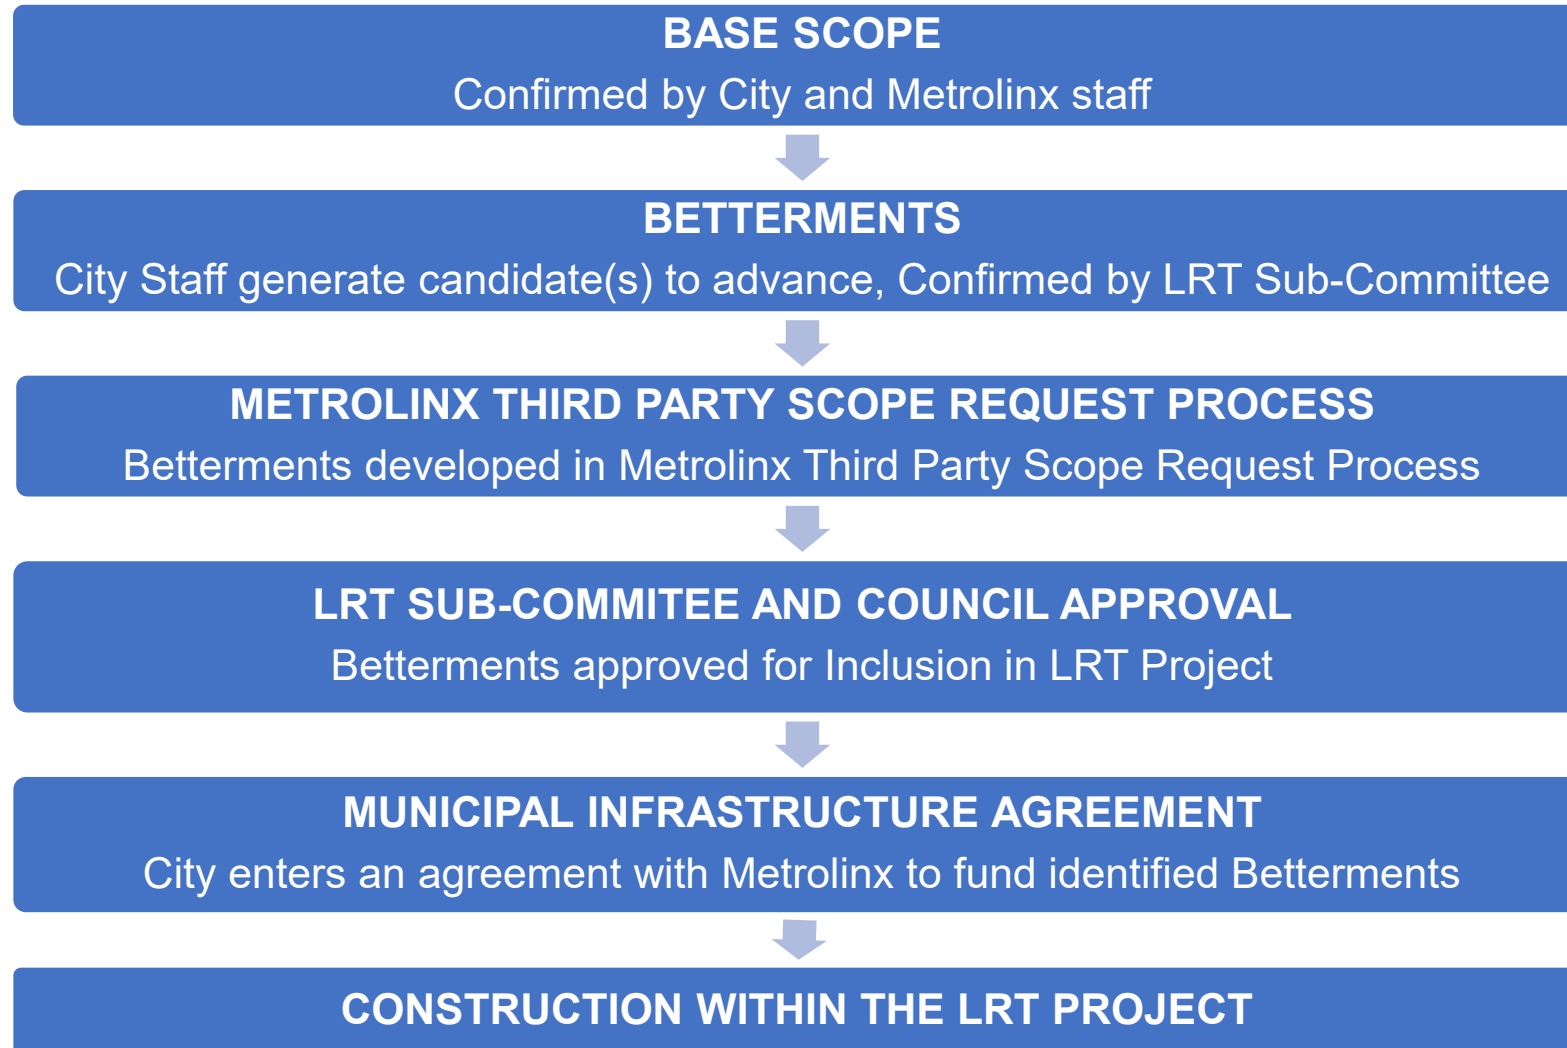 BASE SCOPE
Confirmed by City and Metrolinx staff
BETTERMENTS
City Staff generate candidate(s) to advance, Confirmed by LRT Sub-Committee
METROLINX THIRD PARTY SCOPE REQUEST PROCESS
Betterments developed in Metrolinx Third Party Scope Request Process
LRT SUB-COMMITEE AND COUNCIL APPROVAL
Betterments approved for Inclusion in LRT Project
MUNICIPAL INFRASTRUCTURE AGREEMENT
City enters an agreement with Metrolinx to fund identified Betterments
CONSTRUCTION WITHIN THE LRT PROJECT